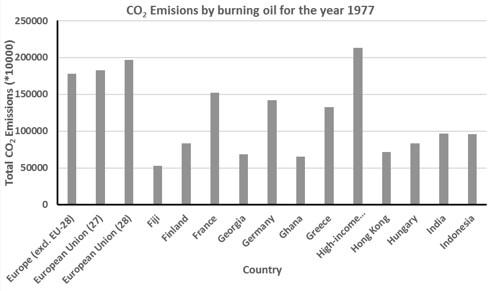 CO₂ Emisions by burning oil for the year 1977
Total CO₂ Emissions (*10000)
250000
200000
150000
100000
50000
0
Europe (excl. EU-28)
European Union (27)
European Union (28)
Fiji
Finland
France
Georgia
Germany
Ghana
Greece
High-income...
Hong Kong
Hungary
India
Indonesia
Country